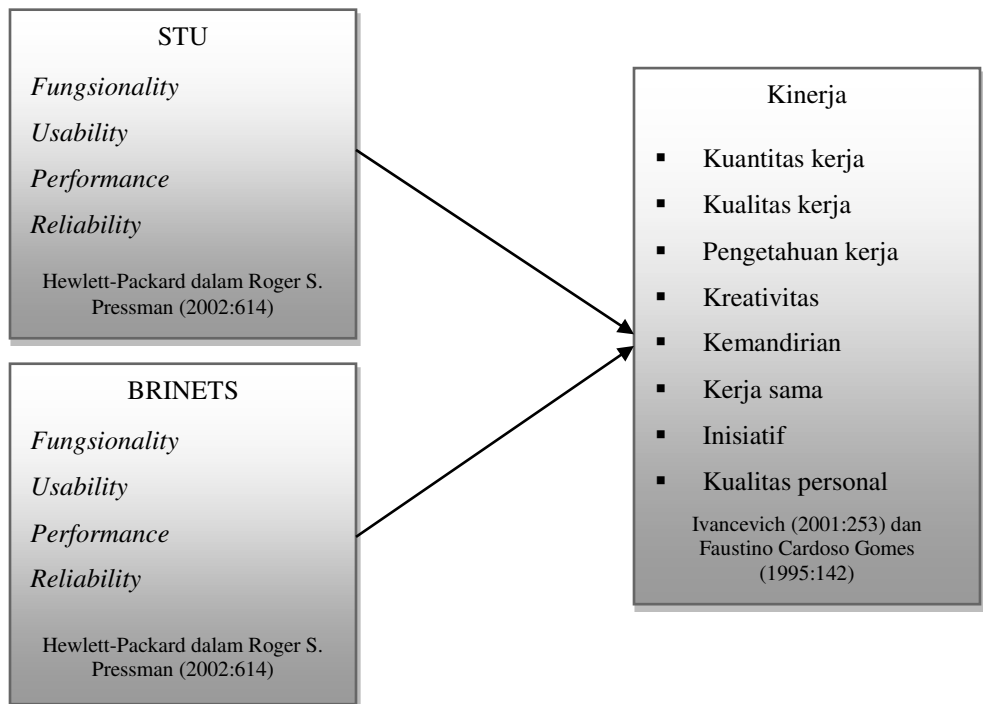 STU
Fungsionality
Usability
Performance
Reliability
Hewlett-Packard dalam Roger S.
Pressman (2002:614)
BRINETS
Fungsionality
Usability
Performance
Reliability
Hewlett-Packard dalam Roger S.
Pressman (2002:614)
Kinerja
▪ Kuantitas kerja
▪ Kualitas kerja
▪ Pengetahuan kerja
▪ Kreativitas
▪ Kemandirian
▪ Kerja sama
▪ Inisiatif
▪ Kualitas personal
Ivancevich (2001:253) dan
Faustino Cardoso Gomes
(1995:142)